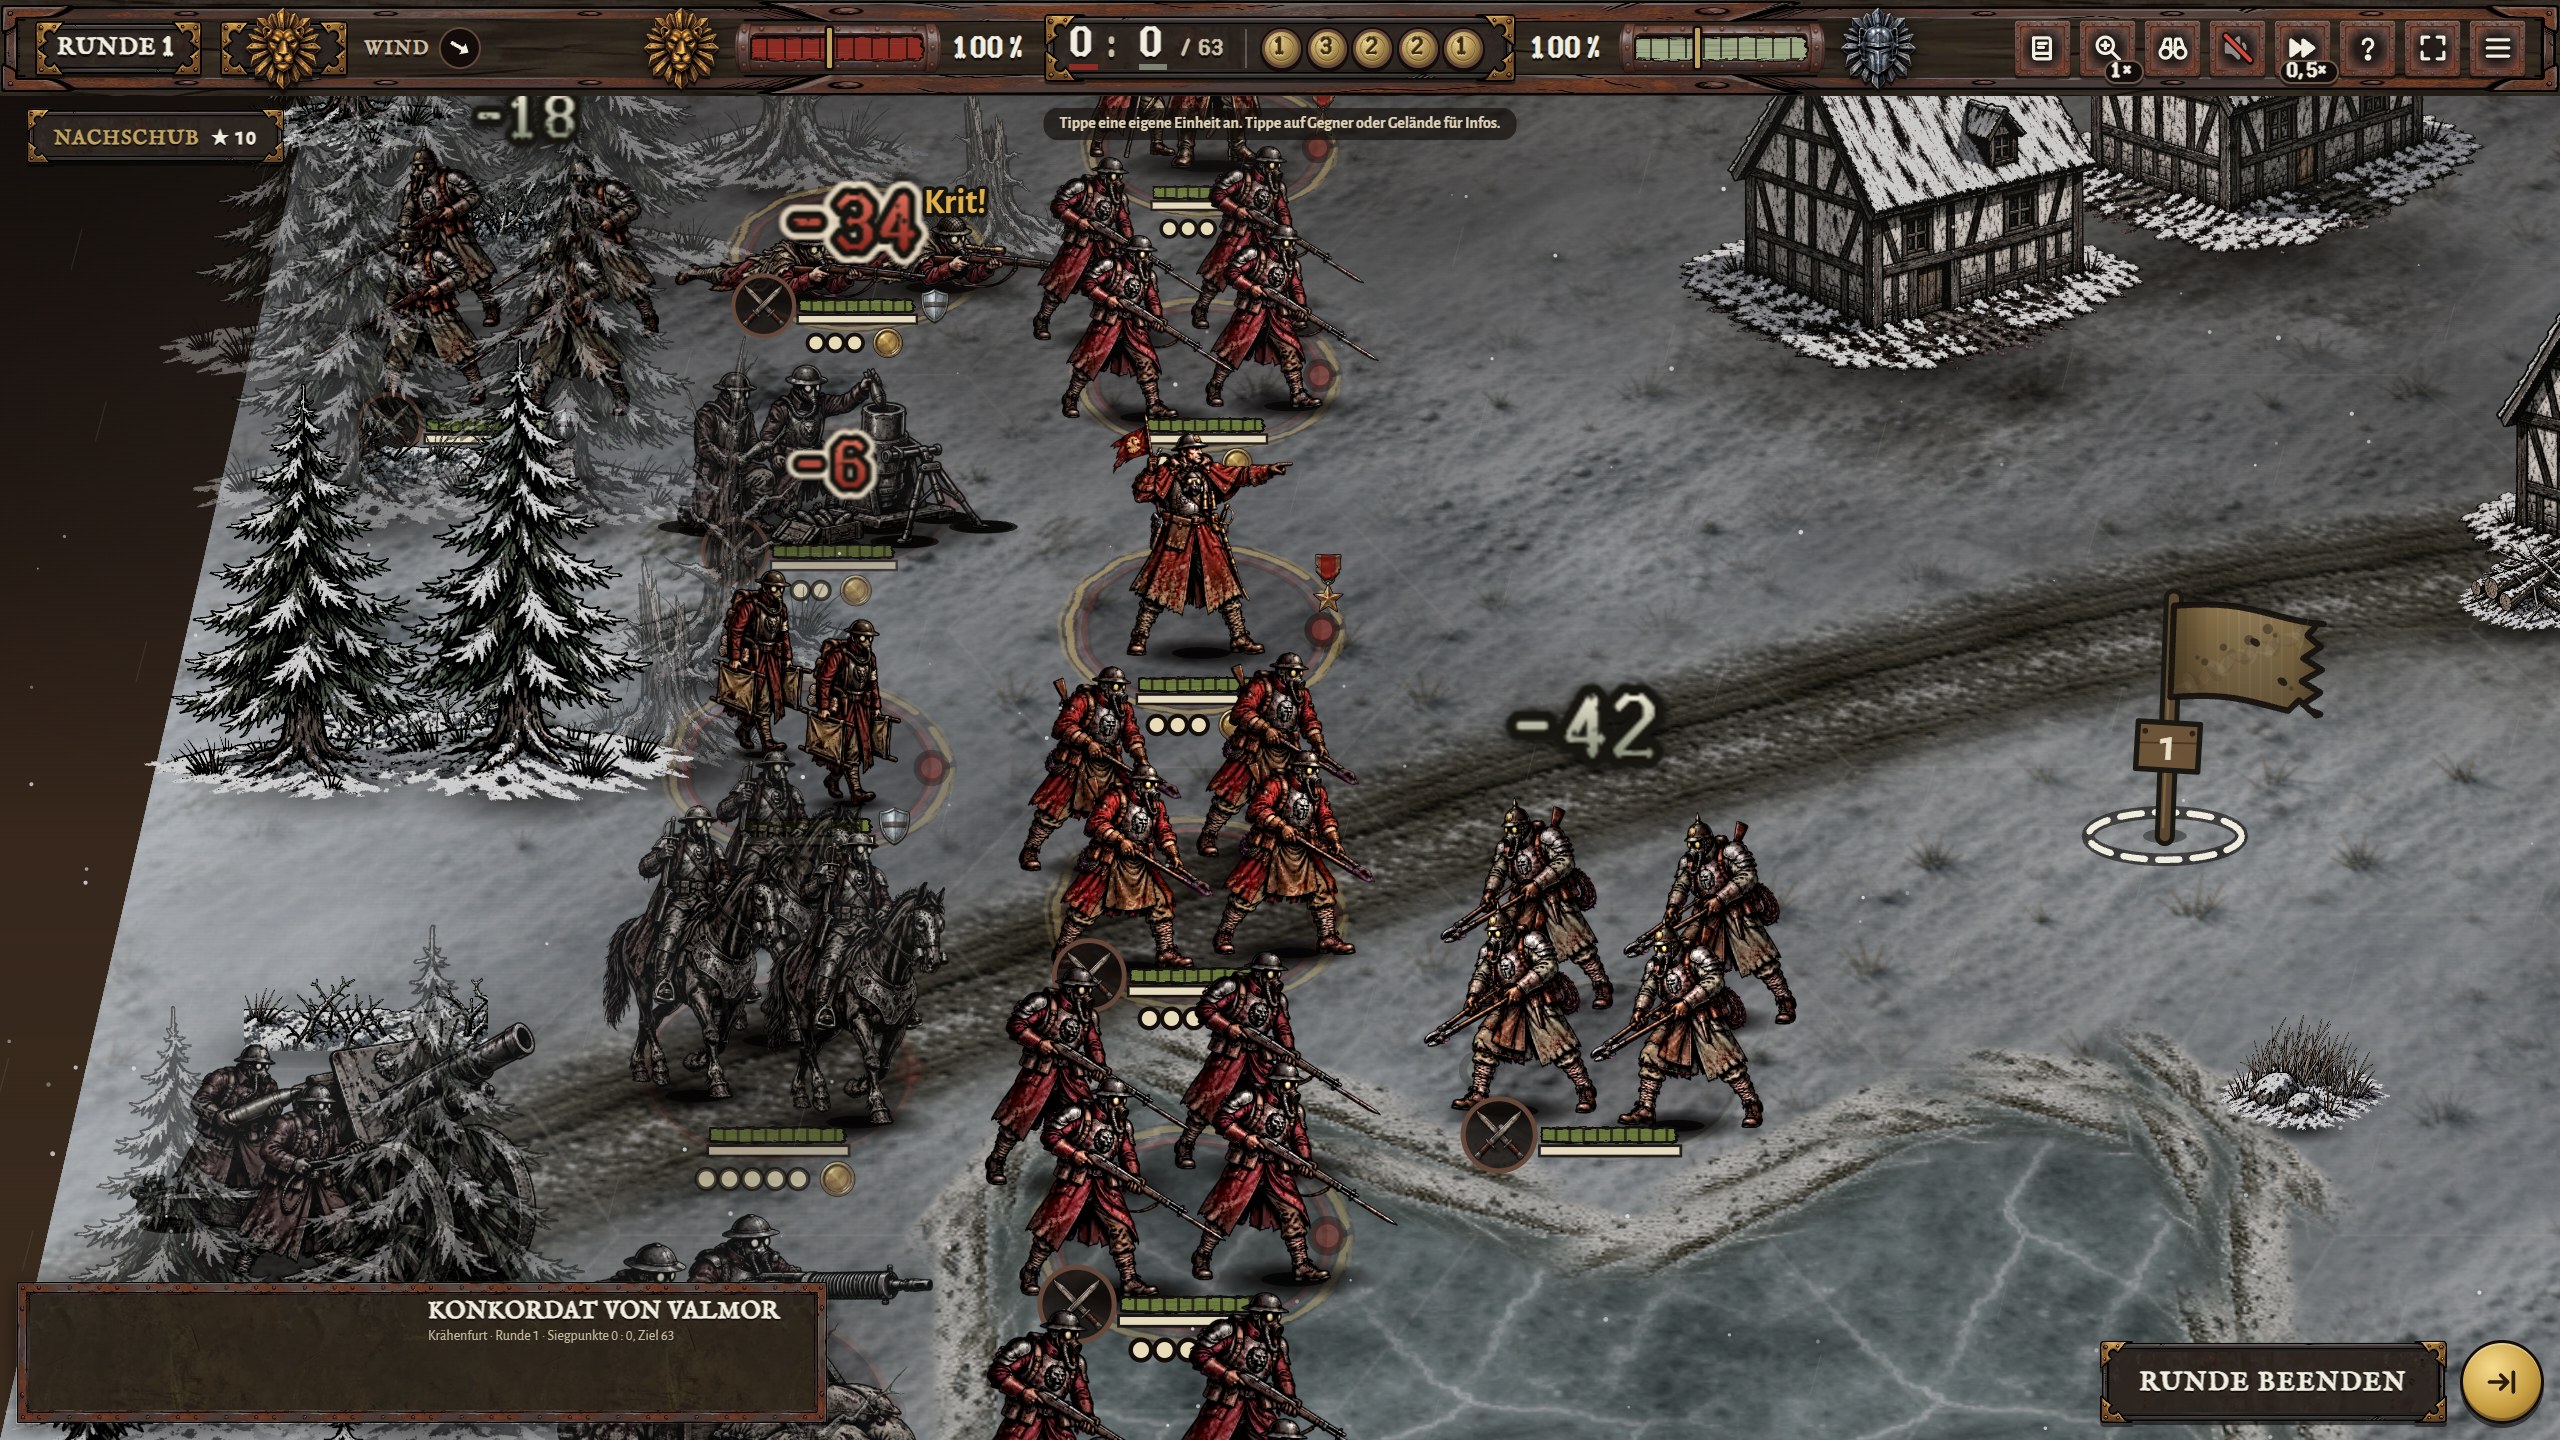 RUNDE 1
WIND
100 %
0 : 0 / 63
1 3 2 2 1
100 %
1×
0,5×
?
NACHSCHUB ★ 10
Tippe eine eigene Einheit an. Tippe auf Gegner oder Gelände für Infos.
-18
-34 Krit!
-6
-42
1
KONKORDAT VON VALMOR
Krähenfurt · Runde 1 · Siegpunkte 0 : 0, Ziel 63
RUNDE BEENDEN